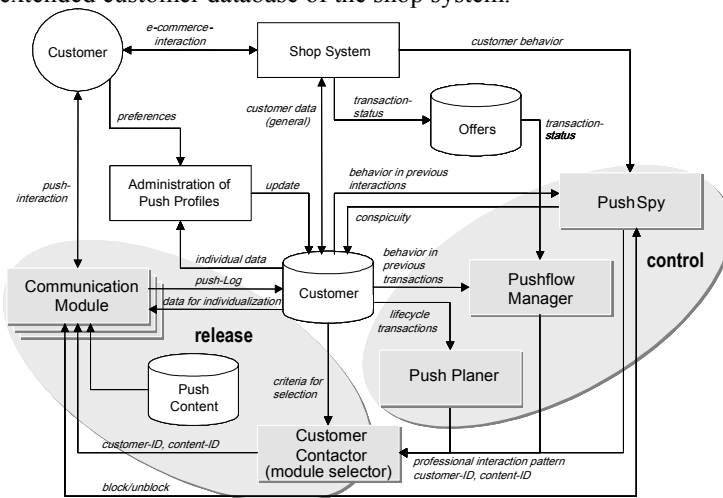 extended customer database of the shop system.
e-commerce-
interaction
customer behavior
Customer
Shop System
preferences
customer data
(general)
transaction-
status
Offers
transaction-
status
push-
interaction
Administration of
Push Profiles
update
behavior in previous
interactions
conspicuity
PushSpy
control
individual data
push-Log
data for individualization
Communication
Module
Customer
behavior in
previous
transactions
Pushflow
Manager
release
lifecycle
transactions
Push Planer
Push
Content
criteria for
selection
customer-ID, content-ID
Customer
Contactor
(module selector)
professional interaction pattern
customer-ID, content-ID
block/unblock